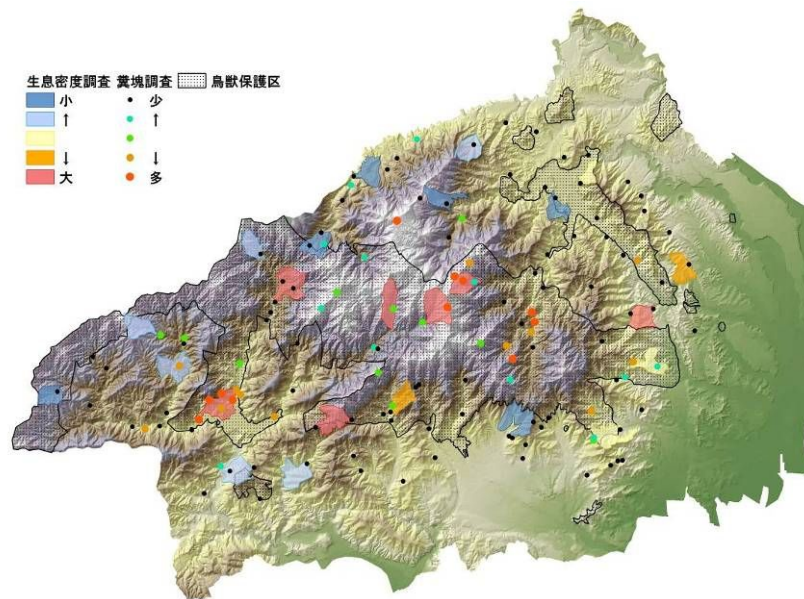 生息密度調査 糞塊調査 鳥獣保護区
小 少
↑ ↑
↓ ↓
大 多